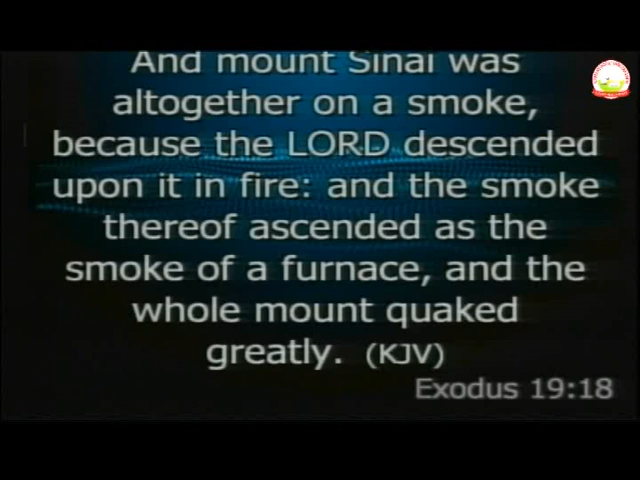 And mount Sinai was
altogether on a smoke,
because the LORD descended
upon it in fire: and the smoke
thereof ascended as the
smoke of a furnace, and the
whole mount quaked
greatly. (KJV)
Exodus 19:18